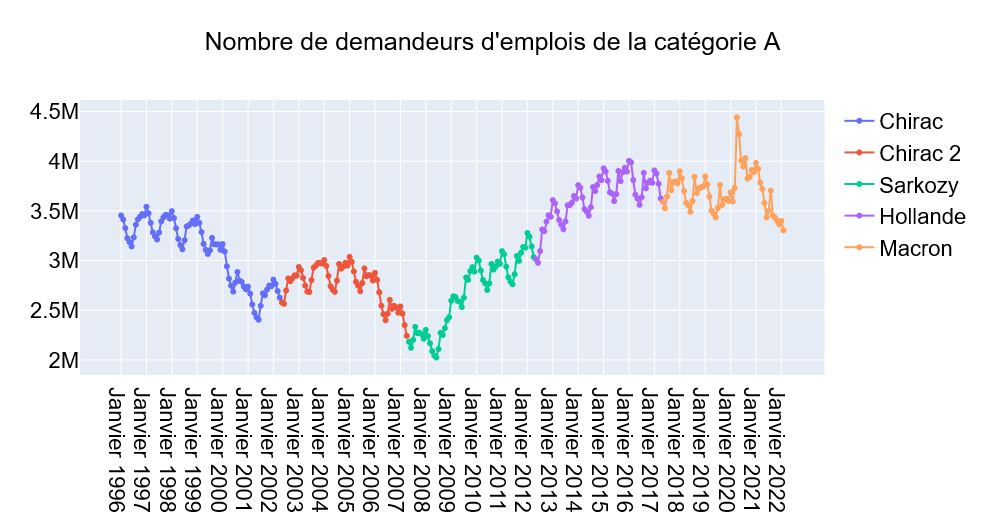 Nombre de demandeurs d'emplois de la catégorie A
4.5M
4M
3.5M
3M
2.5M
2M
Janvier 1996
Janvier 1997
Janvier 1998
Janvier 1999
Janvier 2000
Janvier 2001
Janvier 2002
Janvier 2003
Janvier 2004
Janvier 2005
Janvier 2006
Janvier 2007
Janvier 2008
Janvier 2009
Janvier 2010
Janvier 2011
Janvier 2012
Janvier 2013
Janvier 2014
Janvier 2015
Janvier 2016
Janvier 2017
Janvier 2018
Janvier 2019
Janvier 2020
Janvier 2021
Janvier 2022
Chirac
Chirac 2
Sarkozy
Hollande
Macron